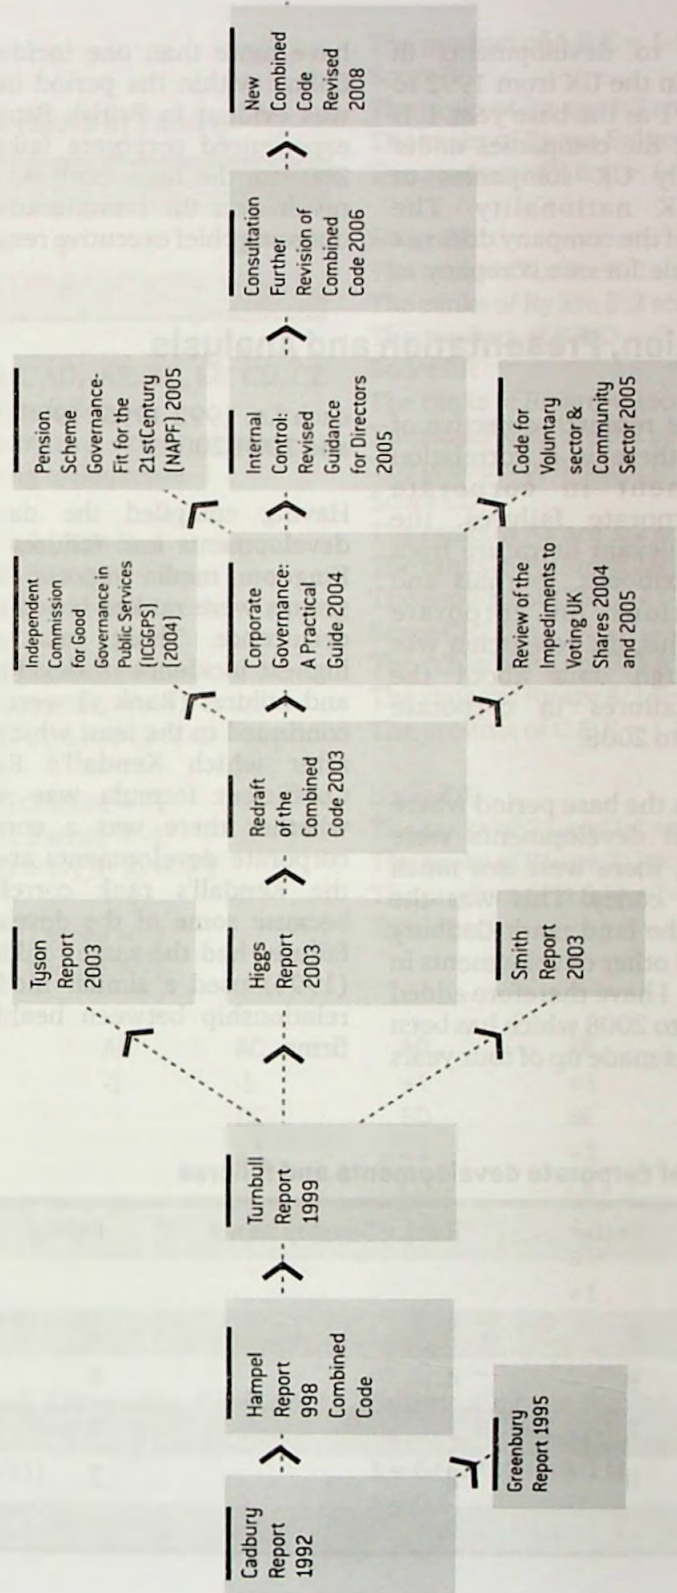 Cadbury
Report
1992
Greenbury
Report 1995
Hampel
Report
998
Combined
Code
Turnbull
Report
1999
Tyson
Report
2003
Higgs
Report
2003
Smith
Report
2003
Redraft
of the
Combined
Code 2003
Independent
Commission
for Good
Governance in
Public Services
[ICGGPS]
[2004]
Corporate
Governance:
A Practical
Guide 2004
Review of the
Impediments to
Voting UK
Shares 2004
and 2005
Pension
Scheme
Governance-
Fit for the
21stCentury
[NAPF] 2005
Internal
Control:
Revised
Guidance
for Directors
2005
Code for
Voluntary
sector &
Community
Sector 2005
Consultation
Further
Revision of
Combined
Code 2006
New
Combined
Code
Revised
2008